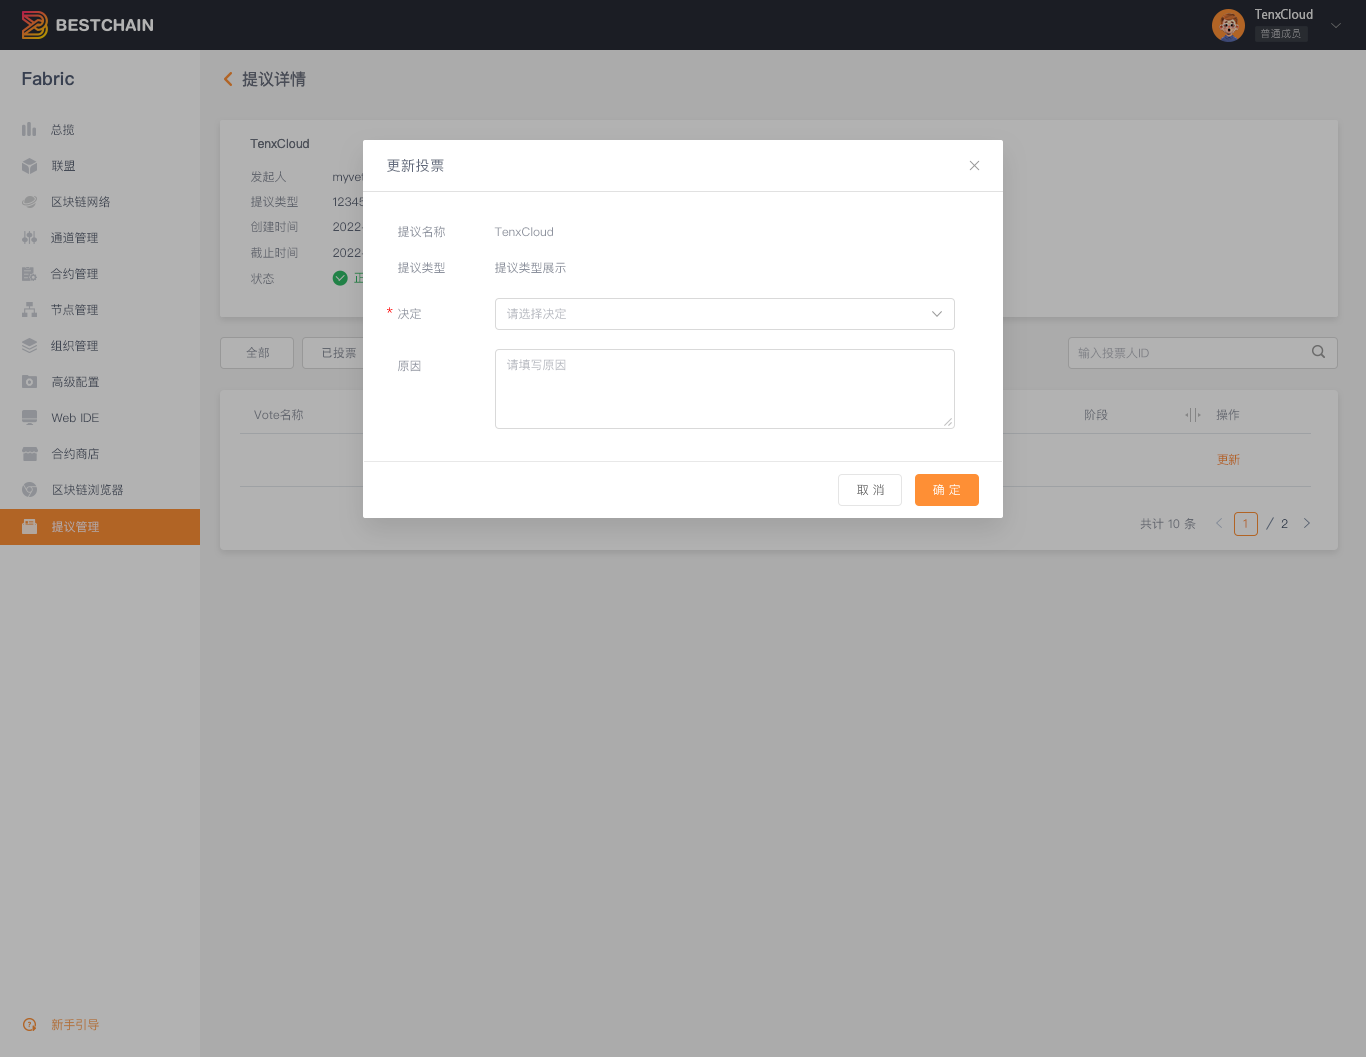 BESTCHAIN
TenxCloud
普通成员
Fabric
总揽
联盟
区块链网络
通道管理
合约管理
节点管理
组织管理
高级配置
Web IDE
合约商店
区块链浏览器
提议管理
新手引导
提议详情
TenxCloud
发起人
提议类型 12345
创建时间 2022-
截止时间 2022-
状态 正
全部 已投票
输入投票人ID
Vote名称 阶段 操作
更新
共计 10 条 1 / 2
更新投票
提议名称 TenxCloud
提议类型 提议类型展示
* 决定 请选择决定
原因 请填写原因
取 消 确 定